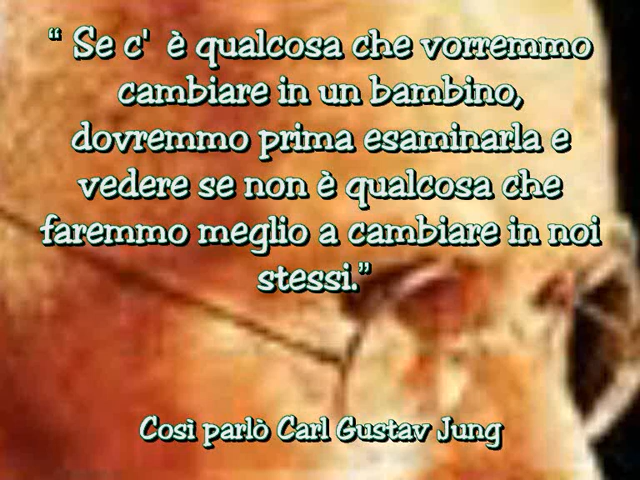 “ Se c' è qualcosa che vorremmo
cambiare in un bambino,
dovremmo prima esaminarla e
vedere se non è qualcosa che
faremmo meglio a cambiare in noi
stessi.”
Così parlò Carl Gustav Jung